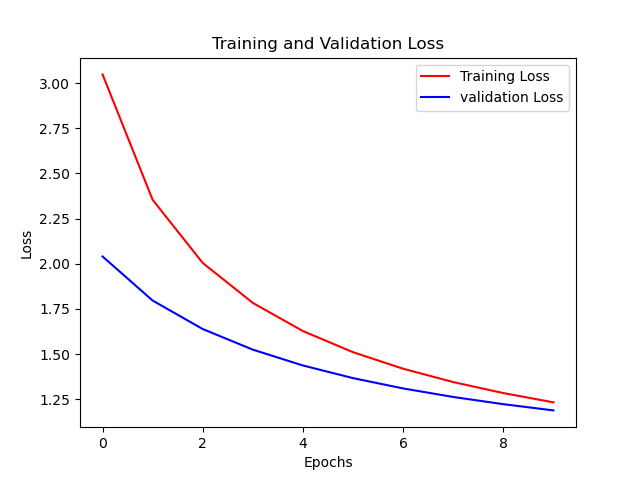 Training and Validation Loss
Training Loss
validation Loss
3.00
2.75
2.50
2.25
2.00
1.75
1.50
1.25
Loss
0 2 4 6 8
Epochs